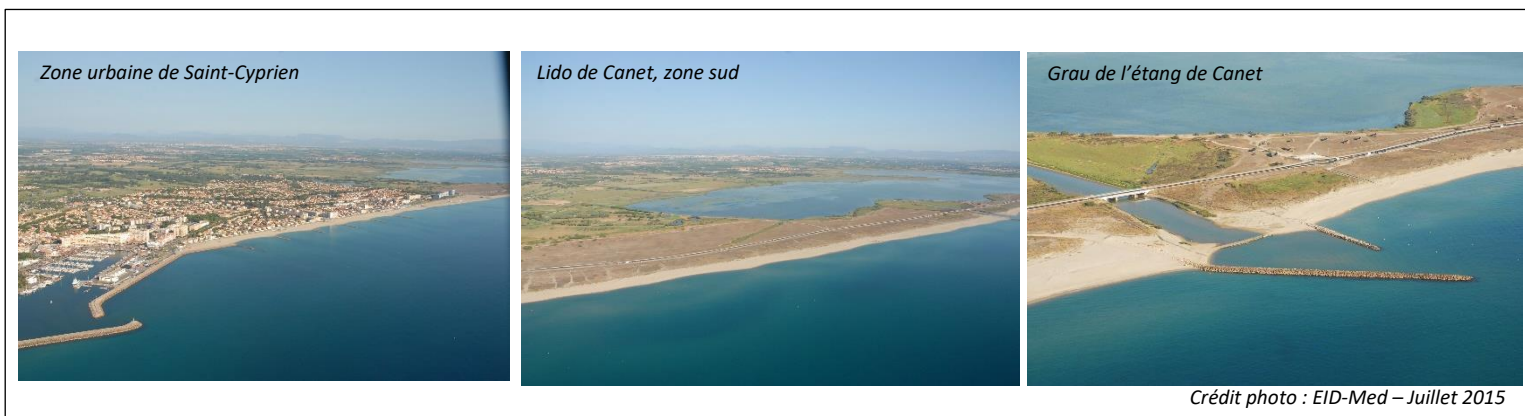 Zone urbaine de Saint-Cyprien
Lido de Canet, zone sud
Grau de l'étang de Canet
Crédit photo : EID-Med – Juillet 2015